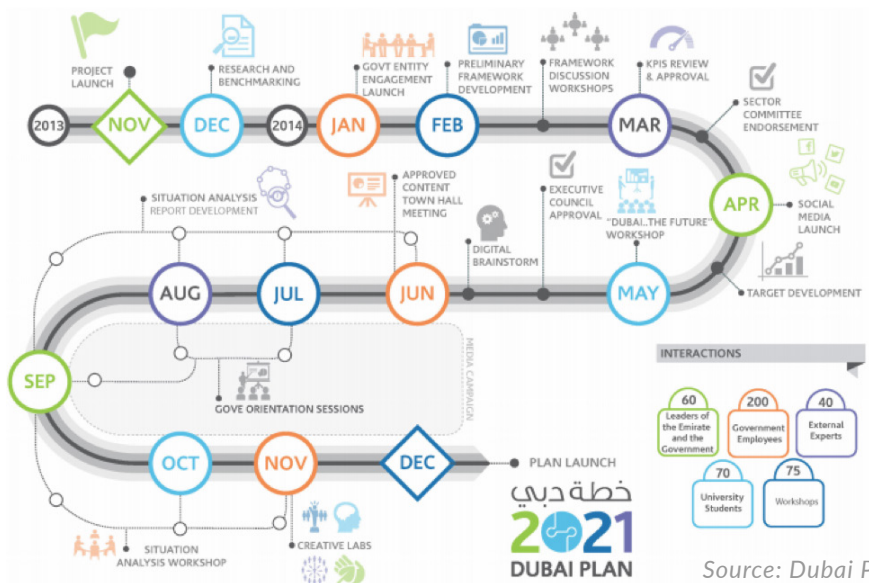 PROJECT
LAUNCH
RESEARCH AND
BENCHMARKING
GOVT ENTITY
ENGAGEMENT
LAUNCH
PRELIMINARY
FRAMEWORK
DEVELOPMENT
FRAMEWORK
DISCUSSION
WORKSHOPS
KPIS REVIEW
& APPROVAL
SECTOR
COMMITTEE
ENDORSEMENT
2013
NOV
DEC
2014
JAN
FEB
MAR
APR
SOCIAL
MEDIA
LAUNCH
SITUATION ANALYSIS
REPORT DEVELOPMENT
APPROVED
CONTENT
TOWN HALL
MEETING
DIGITAL
BRAINSTORM
EXECUTIVE
COUNCIL
APPROVAL
"DUBAI..THE FUTURE"
WORKSHOP
TARGET DEVELOPMENT
AUG
JUL
JUN
MAY
SEP
GOVE ORIENTATION SESSIONS
MEDIA CAMPAIGN
OCT
NOV
DEC
PLAN LAUNCH
SITUATION
ANALYSIS WORKSHOP
CREATIVE LABS
خطة دبي
2021
DUBAI PLAN
INTERACTIONS
60
Leaders of
the Emirate
and the
Government
200
Government
Employees
40
External
Experts
70
University
Students
75
Workshops
Source: Dubai P